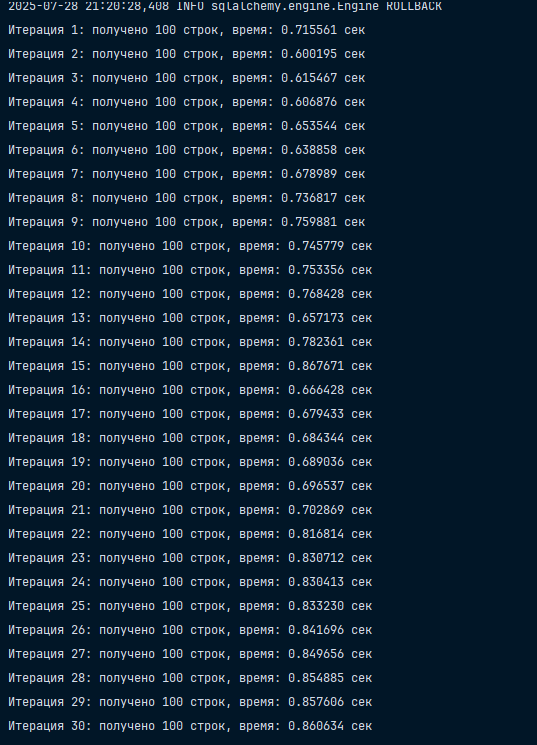 2025-07-28 21:20:28,408 INFO sqlalchemy.engine.Engine ROLLBACK
Итерация 1: получено 100 строк, время: 0.715561 сек
Итерация 2: получено 100 строк, время: 0.600195 сек
Итерация 3: получено 100 строк, время: 0.615467 сек
Итерация 4: получено 100 строк, время: 0.606876 сек
Итерация 5: получено 100 строк, время: 0.653544 сек
Итерация 6: получено 100 строк, время: 0.638858 сек
Итерация 7: получено 100 строк, время: 0.678989 сек
Итерация 8: получено 100 строк, время: 0.736817 сек
Итерация 9: получено 100 строк, время: 0.759881 сек
Итерация 10: получено 100 строк, время: 0.745779 сек
Итерация 11: получено 100 строк, время: 0.753356 сек
Итерация 12: получено 100 строк, время: 0.768428 сек
Итерация 13: получено 100 строк, время: 0.657173 сек
Итерация 14: получено 100 строк, время: 0.782361 сек
Итерация 15: получено 100 строк, время: 0.867671 сек
Итерация 16: получено 100 строк, время: 0.666428 сек
Итерация 17: получено 100 строк, время: 0.679433 сек
Итерация 18: получено 100 строк, время: 0.684344 сек
Итерация 19: получено 100 строк, время: 0.689036 сек
Итерация 20: получено 100 строк, время: 0.696537 сек
Итерация 21: получено 100 строк, время: 0.702869 сек
Итерация 22: получено 100 строк, время: 0.816814 сек
Итерация 23: получено 100 строк, время: 0.830712 сек
Итерация 24: получено 100 строк, время: 0.830413 сек
Итерация 25: получено 100 строк, время: 0.833230 сек
Итерация 26: получено 100 строк, время: 0.841696 сек
Итерация 27: получено 100 строк, время: 0.849656 сек
Итерация 28: получено 100 строк, время: 0.854885 сек
Итерация 29: получено 100 строк, время: 0.857606 сек
Итерация 30: получено 100 строк, время: 0.860634 сек